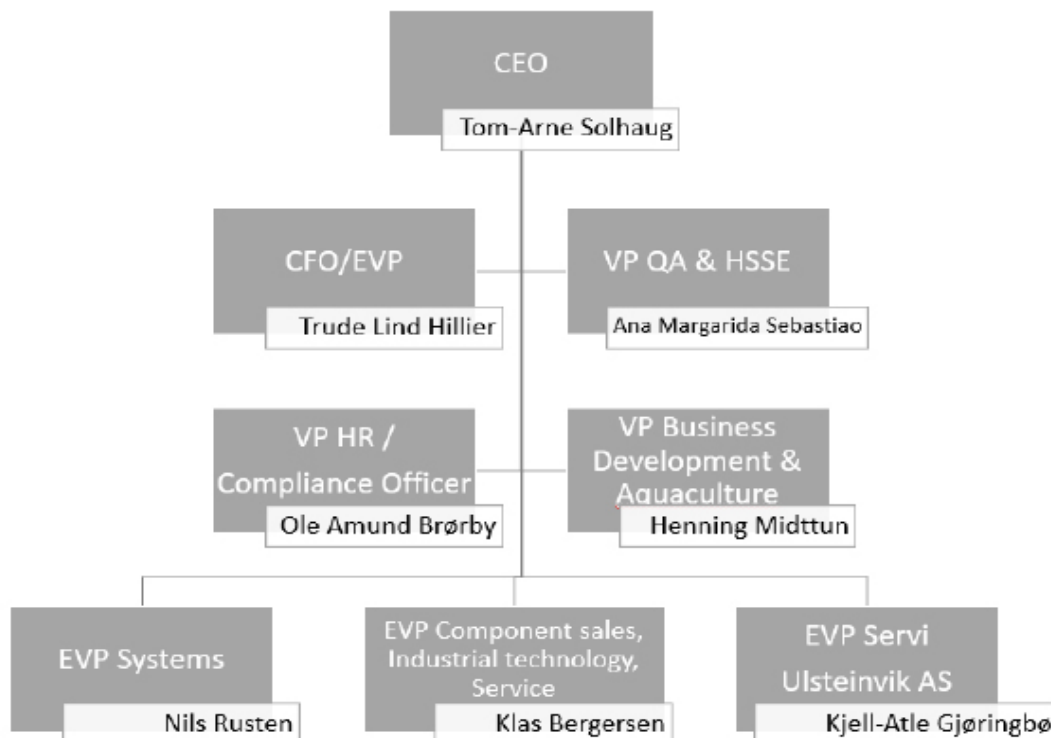 CEO
Tom-Arne Solhaug
CFO/EVP
Trude Lind Hillier
VP QA & HSSE
Ana Margarida Sebastiao
VP HR /
Compliance Officer
Ole Amund Brørby
VP Business
Development &
Aquaculture
Henning Midttun
EVP Systems
Nils Rusten
EVP Component sales,
Industrial technology,
Service
Klas Bergersen
EVP Servi
Ulsteinvik AS
Kjell-Atle Gjøringbø